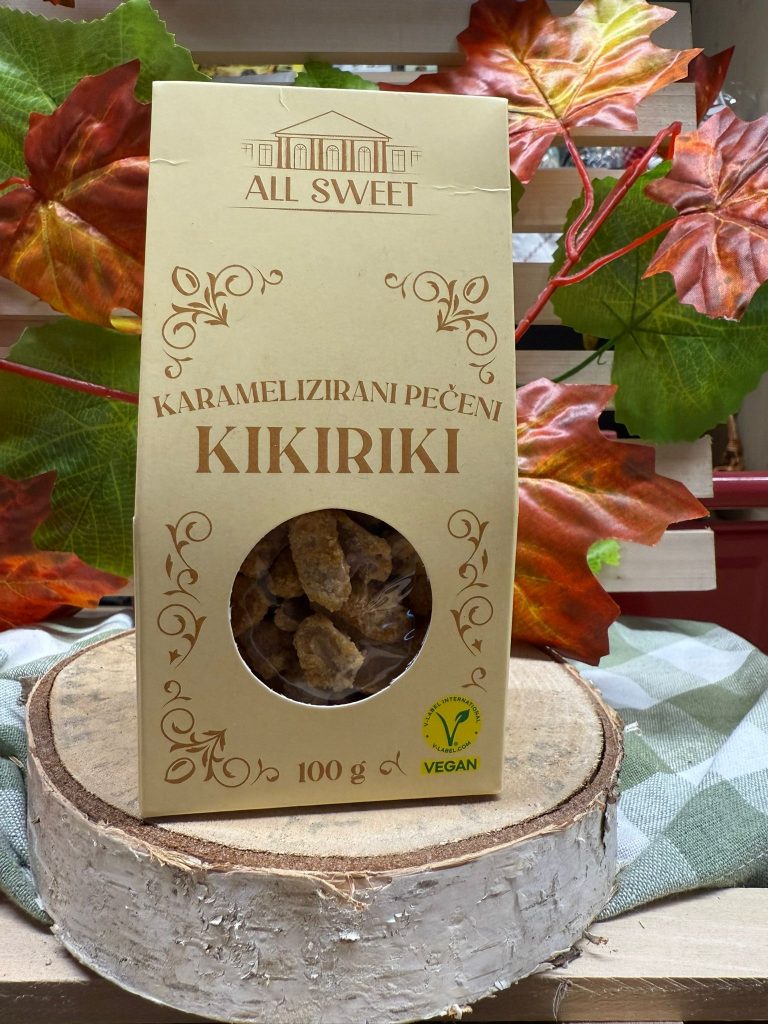 ALL SWEET
KARAMELIZIRANI PEČENI
KIKIRIKI
100 g
V-LABEL INTERNATIONAL
V-LABEL.COM
VEGAN